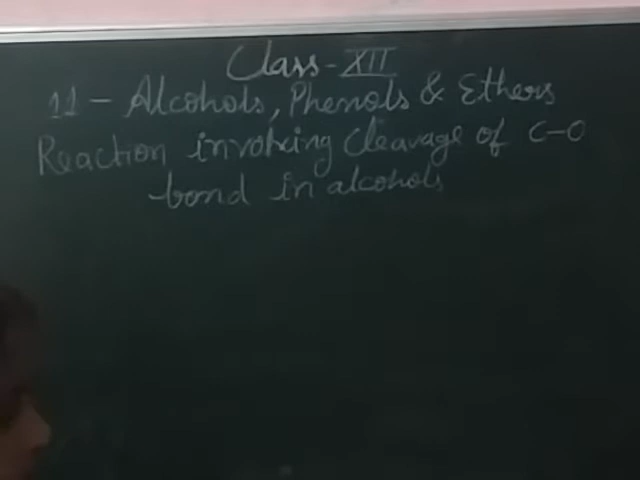 Class - XII
11 - Alcohols, Phenols & Ethers
Reaction involving Cleavage of C-O
bond in alcohols